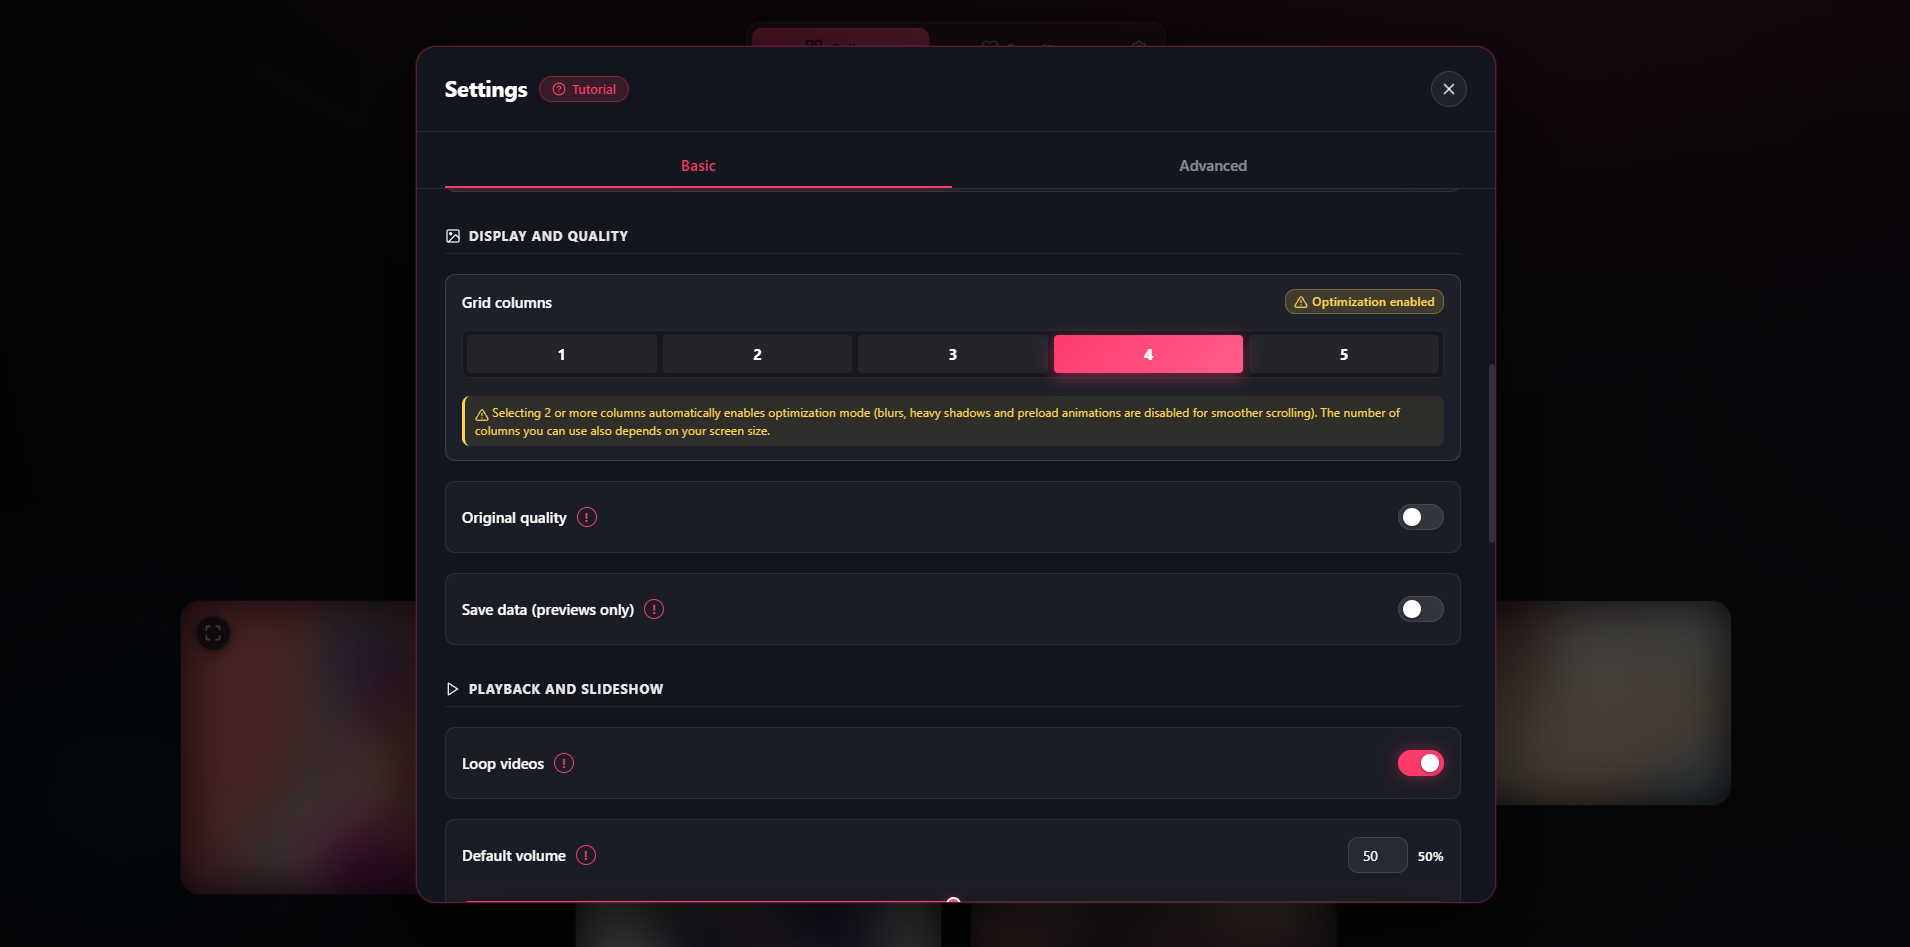 Settings
Tutorial
Basic
Advanced
DISPLAY AND QUALITY
Grid columns
Optimization enabled
1
2
3
4
5
Selecting 2 or more columns automatically enables optimization mode (blurs, heavy shadows and preload animations are disabled for smoother scrolling). The number of
columns you can use also depends on your screen size.
Original quality
Save data (previews only)
PLAYBACK AND SLIDESHOW
Loop videos
Default volume
50
50%